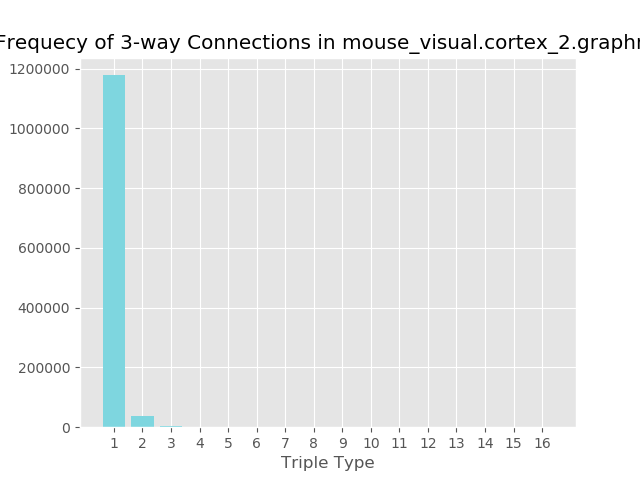 Frequecy of 3-way Connections in mouse_visual.cortex_2.graphm
1200000
1000000
800000
600000
400000
200000
0
1 2 3 4 5 6 7 8 9 10 11 12 13 14 15 16
Triple Type